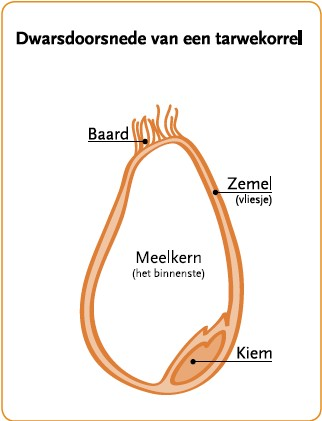 Dwarsdoorsnede van een tarwekorrel
Baard
Zemel
(vliesje)
Meelkern
(het binnenste)
Kiem